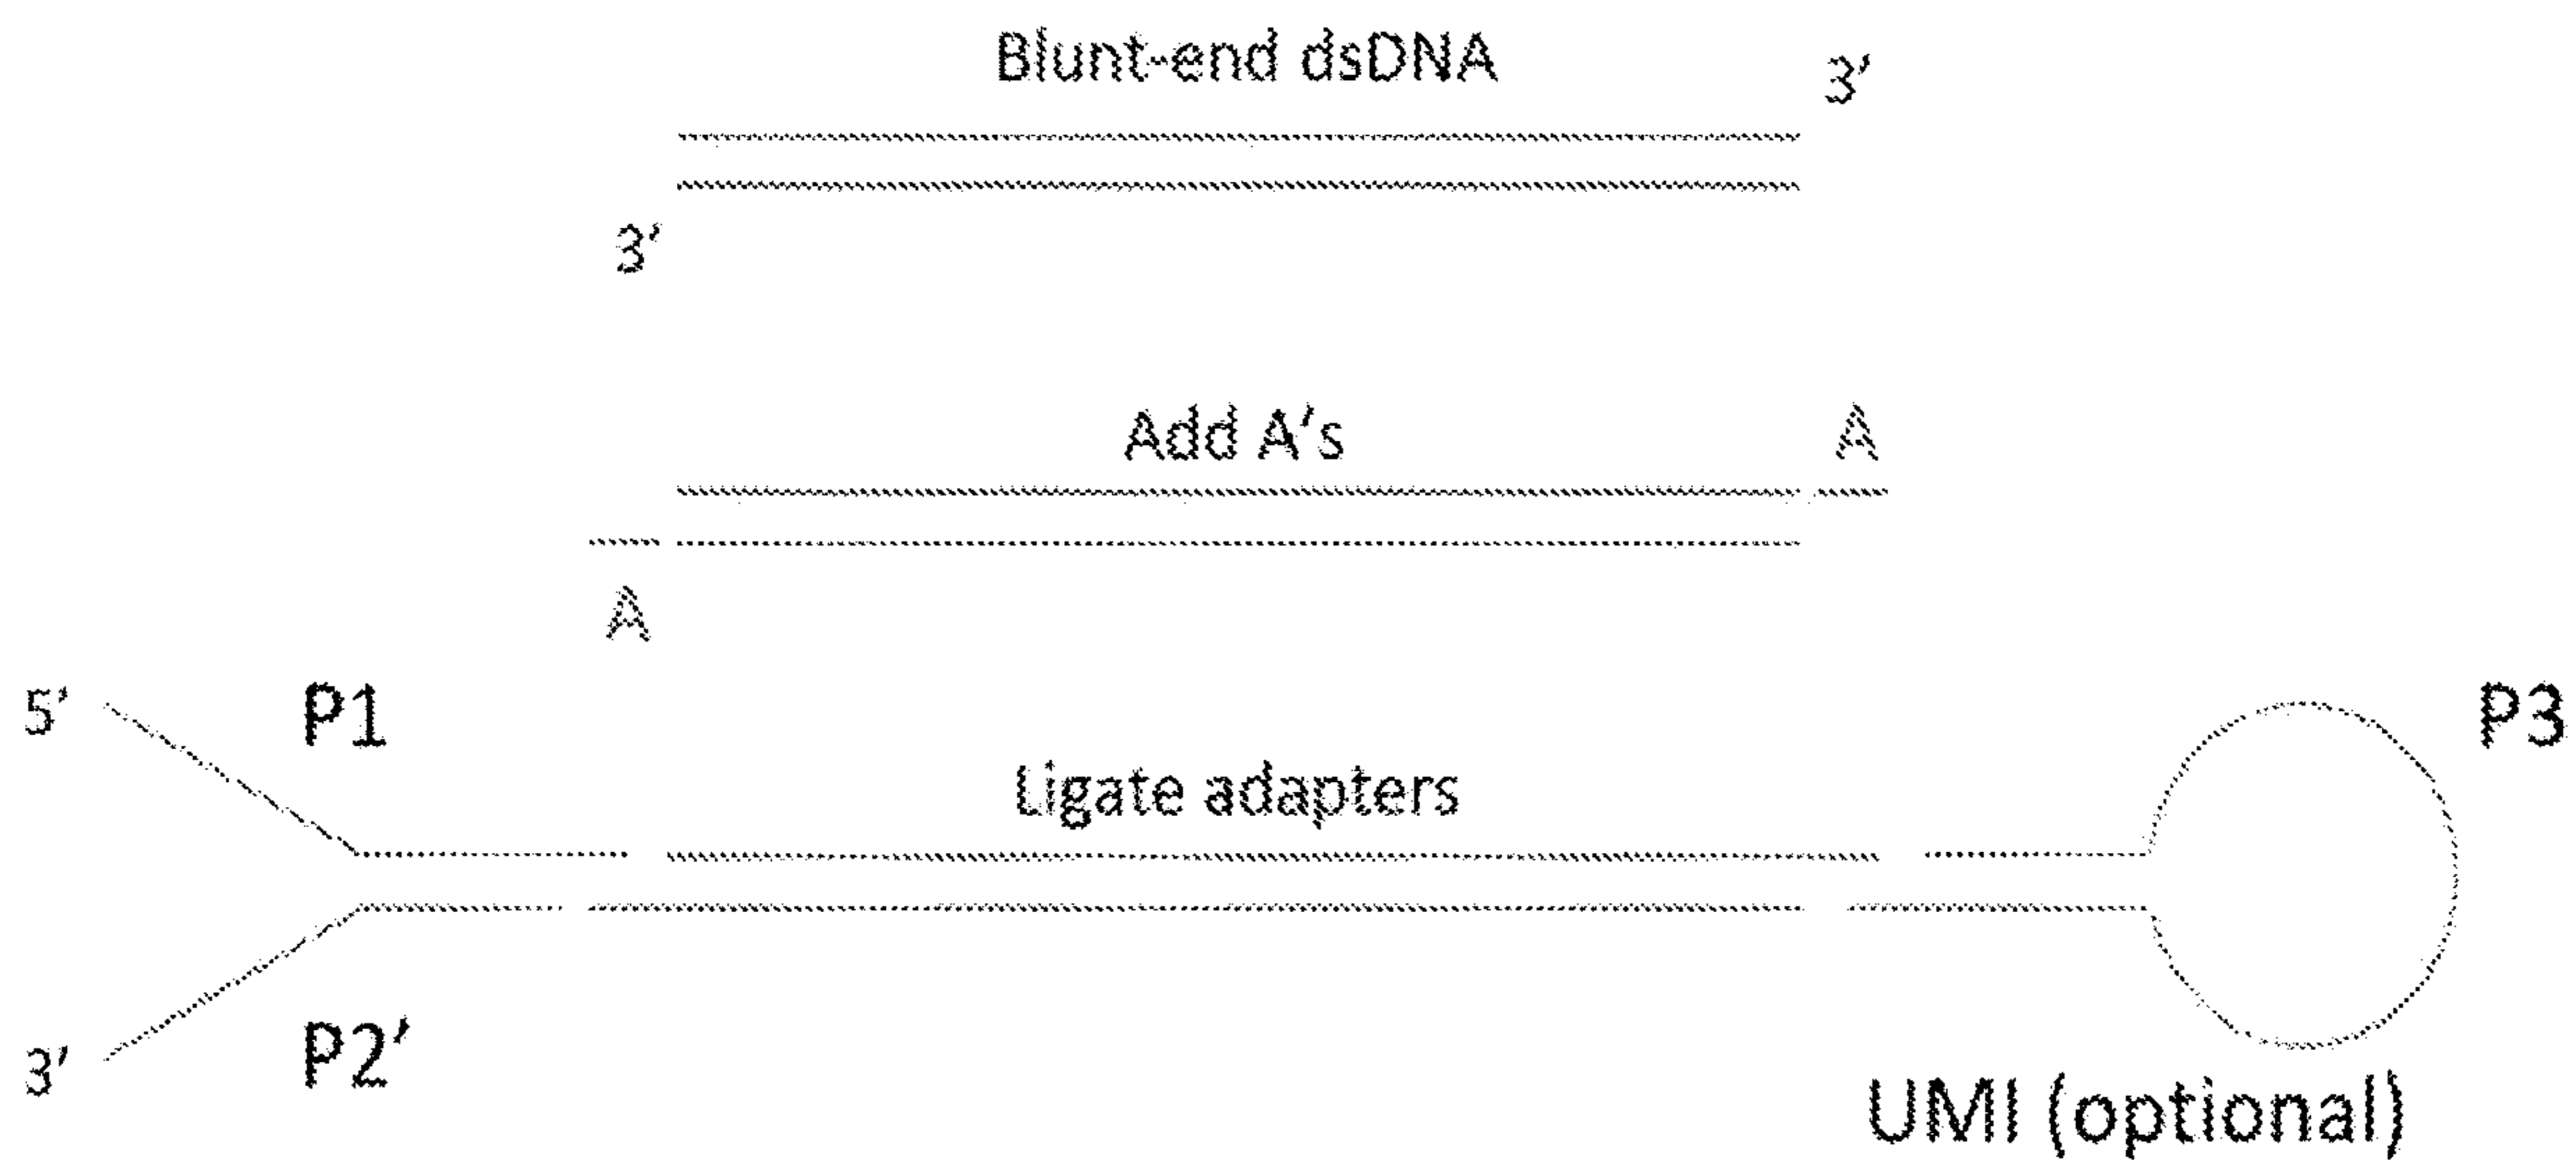 Blunt-end dsDNA
3'
3'
Add A's
A
A
5'
P1
P3
Ligate adapters
3'
P2'
UMI (optional)